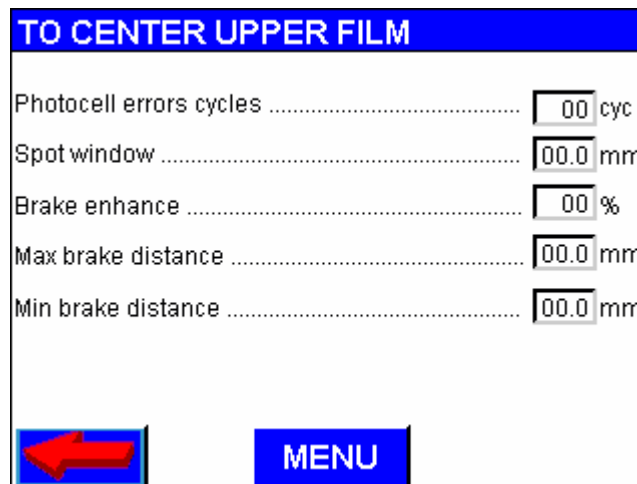 TO CENTER UPPER FILM
Photocell errors cycles ........................................ 00 cyc
Spot window ......................................................... 00.0 mm
Brake enhance ..................................................... 00 %
Max brake distance .............................................. 00.0 mm
Min brake distance ............................................... 00.0 mm
MENU